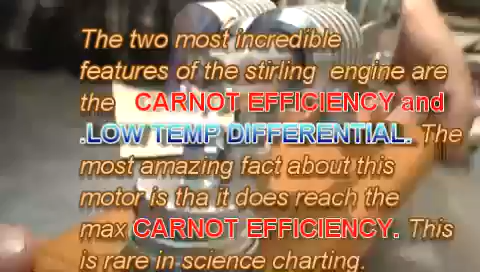 The two most incredible
features of the stirling engine are
the CARNOT EFFICIENCY and
.LOW TEMP DIFFERENTIAL. The
most amazing fact about this
motor is tha it does reach the
max CARNOT EFFICIENCY. This
is rare in science charting.